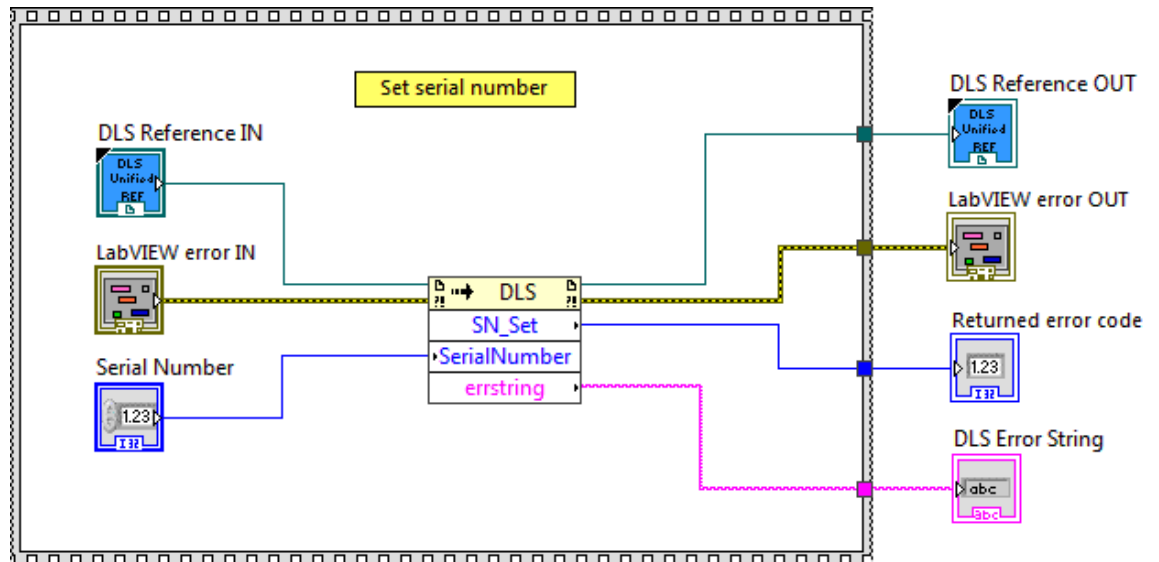 Set serial number
DLS Reference IN
DLS
Unified
REF
LabVIEW error IN
?!
Serial Number
1.23
I32
DLS
?!
?!
SN_Set
SerialNumber
errstring
DLS Reference OUT
DLS
Unified
REF
LabVIEW error OUT
Returned error code
1.23
I32
DLS Error String
abc
abc